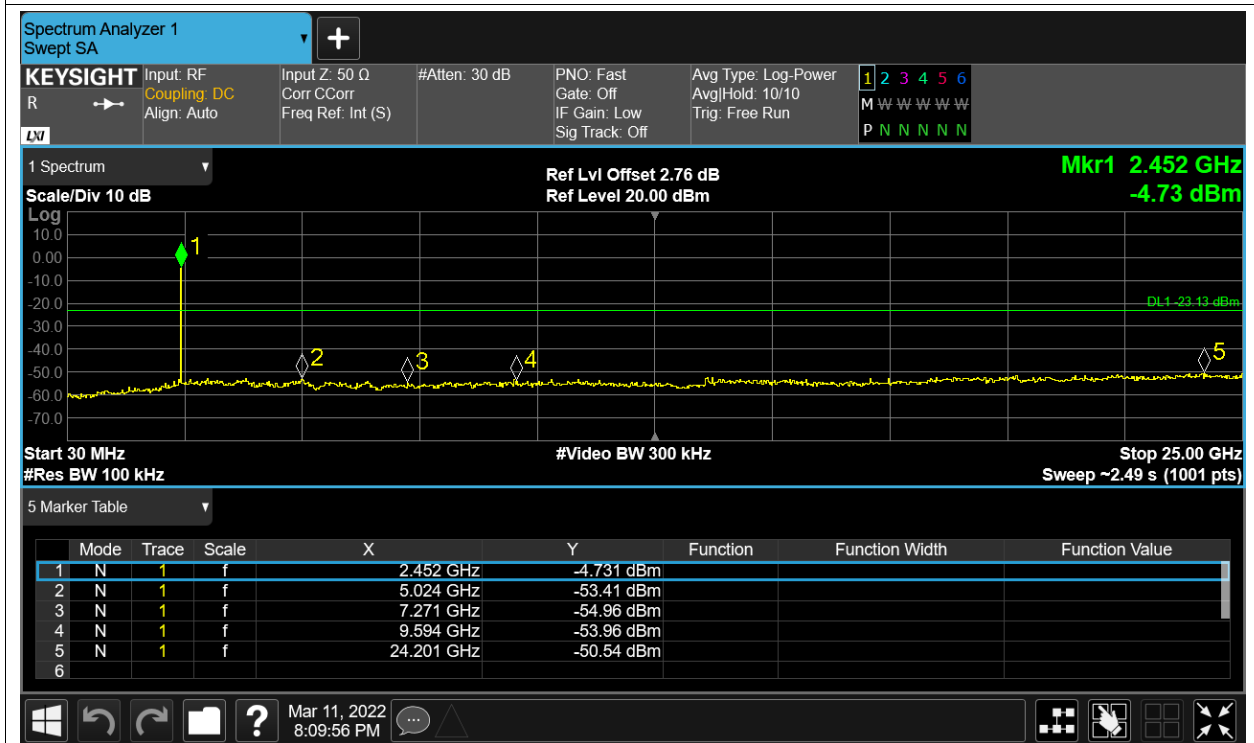 Spectrum Analyzer 1
Swept SA
KEYSIGHT
R
LXI
Input: RF
Coupling: DC
Align: Auto
Input Z: 50 Ω
Corr CCorr
Freq Ref: Int (S)
#Atten: 30 dB
PNO: Fast
Gate: Off
IF Gain: Low
Sig Track: Off
Avg Type: Log-Power
Avg|Hold: 10/10
Trig: Free Run
1 2 3 4 5 6
M W W W W W
P N N N N N
1 Spectrum
Scale/Div 10 dB
Ref Lvl Offset 2.76 dB
Ref Level 20.00 dBm
Mkr1 2.452 GHz
-4.73 dBm
Log
10.0
0.00
-10.0
-20.0
-30.0
-40.0
-50.0
-60.0
-70.0
1
2
3
4
5
DL1 -23.13 dBm
Start 30 MHz
#Res BW 100 kHz
#Video BW 300 kHz
Stop 25.00 GHz
Sweep ~2.49 s (1001 pts)
5 Marker Table
Mode Trace Scale X Y Function Function Width Function Value
1 N 1 f 2.452 GHz -4.731 dBm
2 N 1 f 5.024 GHz -53.41 dBm
3 N 1 f 7.271 GHz -54.96 dBm
4 N 1 f 9.594 GHz -53.96 dBm
5 N 1 f 24.201 GHz -50.54 dBm
6
?
Mar 11, 2022
8:09:56 PM